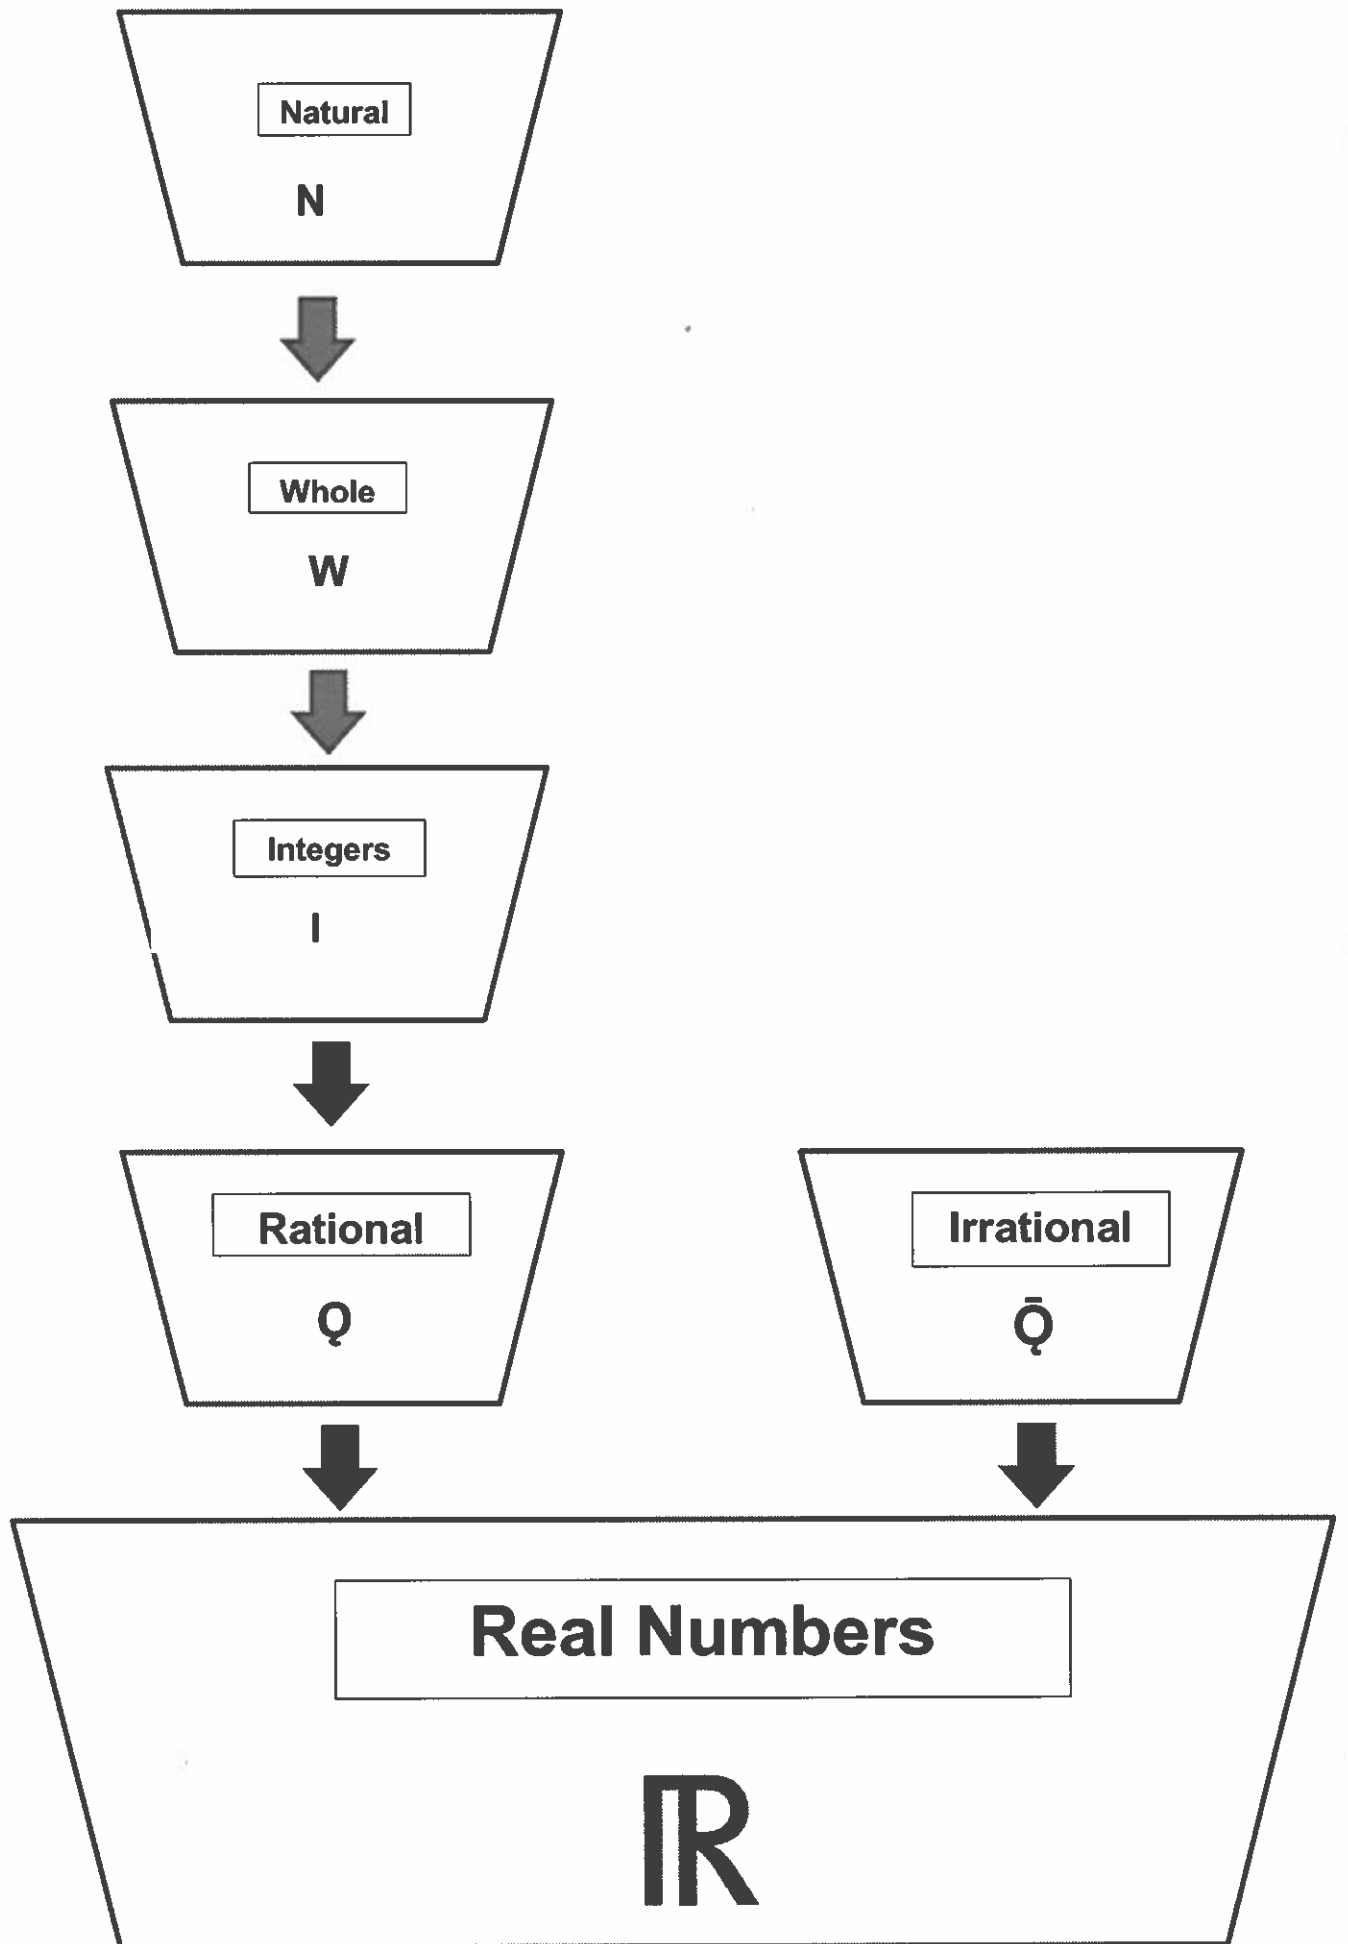 Natural
N
Whole
W
Integers
I
Rational
Q
Irrational
Q̄
Real Numbers
ℝ